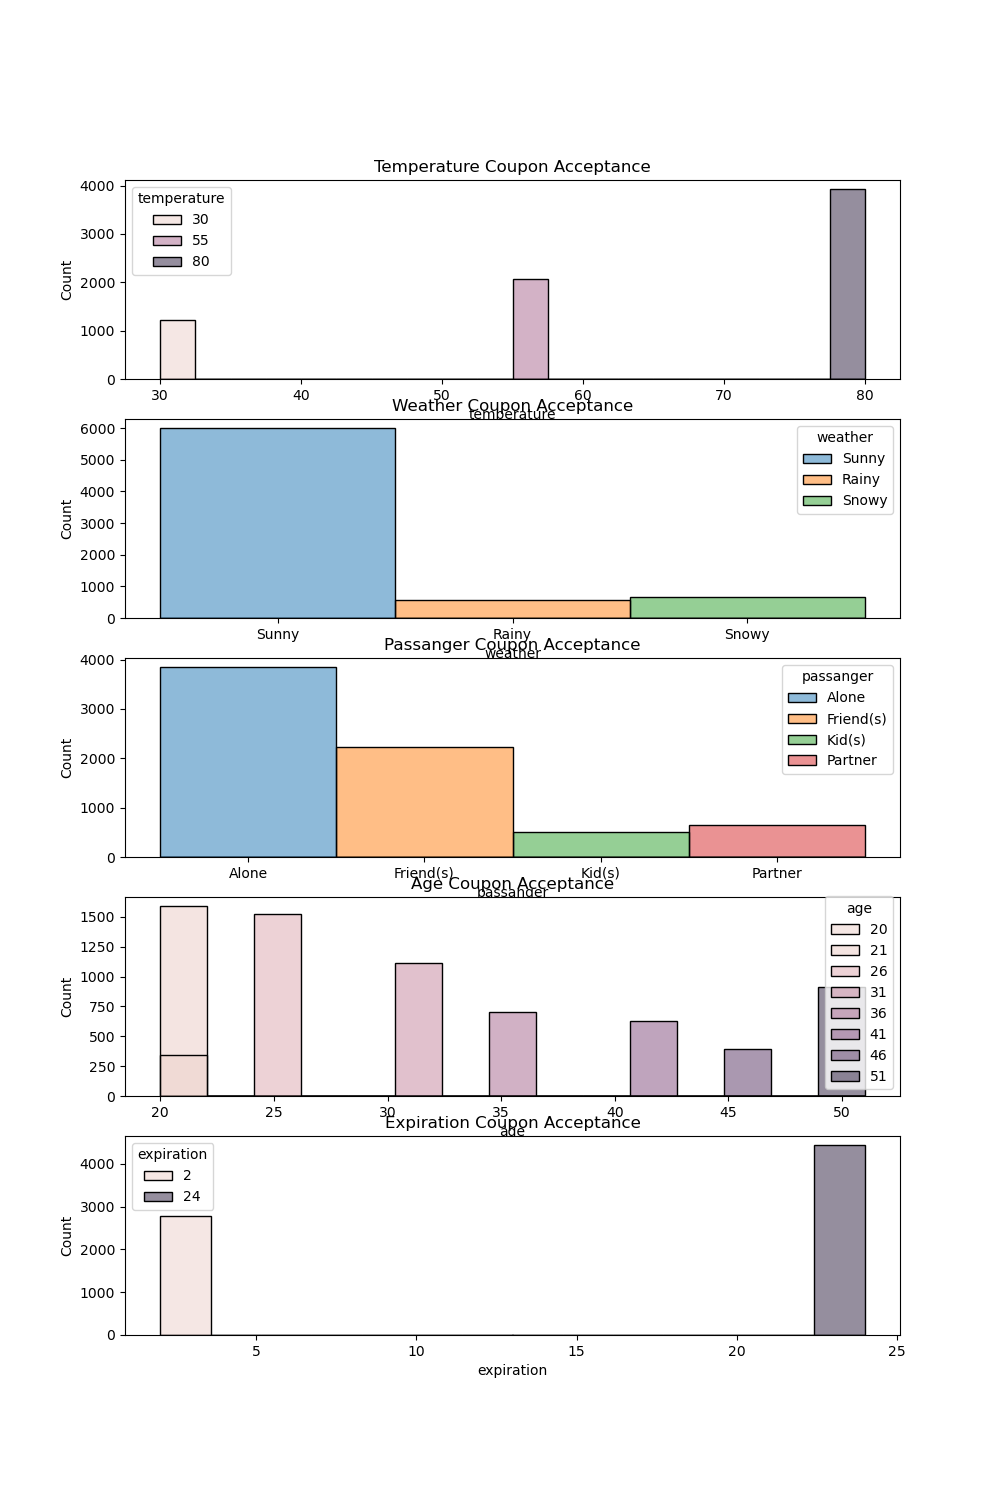 Temperature Coupon Acceptance
4000
3000
2000
1000
0
Count
temperature
30
55
80
30 40 50 60 70 80
temperature
Weather Coupon Acceptance
6000
5000
4000
3000
2000
1000
0
Count
weather
Sunny
Rainy
Snowy
Sunny Rainy Snowy
weather
Passanger Coupon Acceptance
4000
3000
2000
1000
0
Count
passanger
Alone
Friend(s)
Kid(s)
Partner
Alone Friend(s) Kid(s) Partner
passanger
Age Coupon Acceptance
1500
1250
1000
750
500
250
0
Count
age
20
21
26
31
36
41
46
51
20 25 30 35 40 45 50
age
Expiration Coupon Acceptance
4000
3000
2000
1000
0
Count
expiration
2
24
5 10 15 20 25
expiration